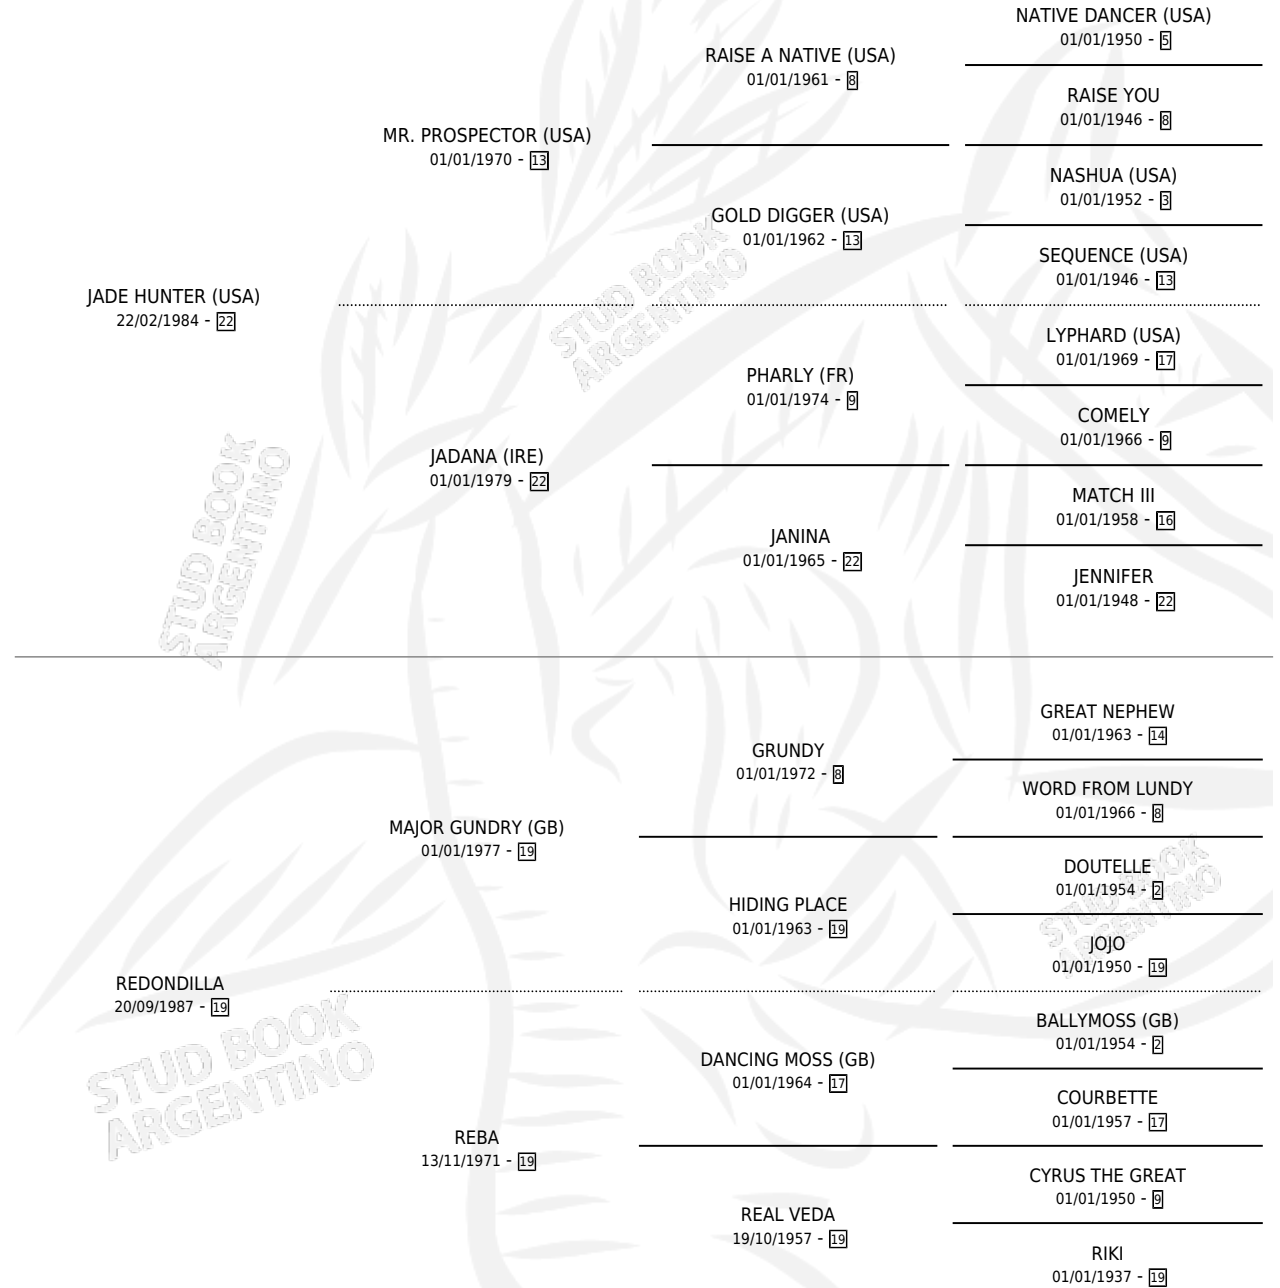 NATIVE DANCER (USA)
01/01/1950 - 5
RAISE A NATIVE (USA)
01/01/1961 - 8
RAISE YOU
01/01/1946 - 8
MR. PROSPECTOR (USA)
01/01/1970 - 13
NASHUA (USA)
01/01/1952 - 3
GOLD DIGGER (USA)
01/01/1962 - 13
SEQUENCE (USA)
01/01/1946 - 13
JADE HUNTER (USA)
22/02/1984 - 22
STUD BOOK
ARGENTINO
LYPHARD (USA)
01/01/1969 - 17
PHARLY (FR)
01/01/1974 - 9
COMELY
01/01/1966 - 9
JADANA (IRE)
01/01/1979 - 22
MATCH III
01/01/1958 - 16
JANINA
01/01/1965 - 22
JENNIFER
01/01/1948 - 22
STUD BOOK
ARGENTINO
GREAT NEPHEW
01/01/1963 - 14
GRUNDY
01/01/1972 - 8
WORD FROM LUNDY
01/01/1966 - 8
MAJOR GUNDRY (GB)
01/01/1977 - 19
DOUTELLE
01/01/1954 - 2
HIDING PLACE
01/01/1963 - 19
JOJO
01/01/1950 - 19
STUD BOOK
ARGENTINO
REDONDILLA
20/09/1987 - 19
BALLYMOSS (GB)
01/01/1954 - 2
DANCING MOSS (GB)
01/01/1964 - 17
COURBETTE
01/01/1957 - 17
STUD BOOK
ARGENTINO
REBA
13/11/1971 - 19
CYRUS THE GREAT
01/01/1950 - 9
REAL VEDA
19/10/1957 - 19
RIKI
01/01/1937 - 19